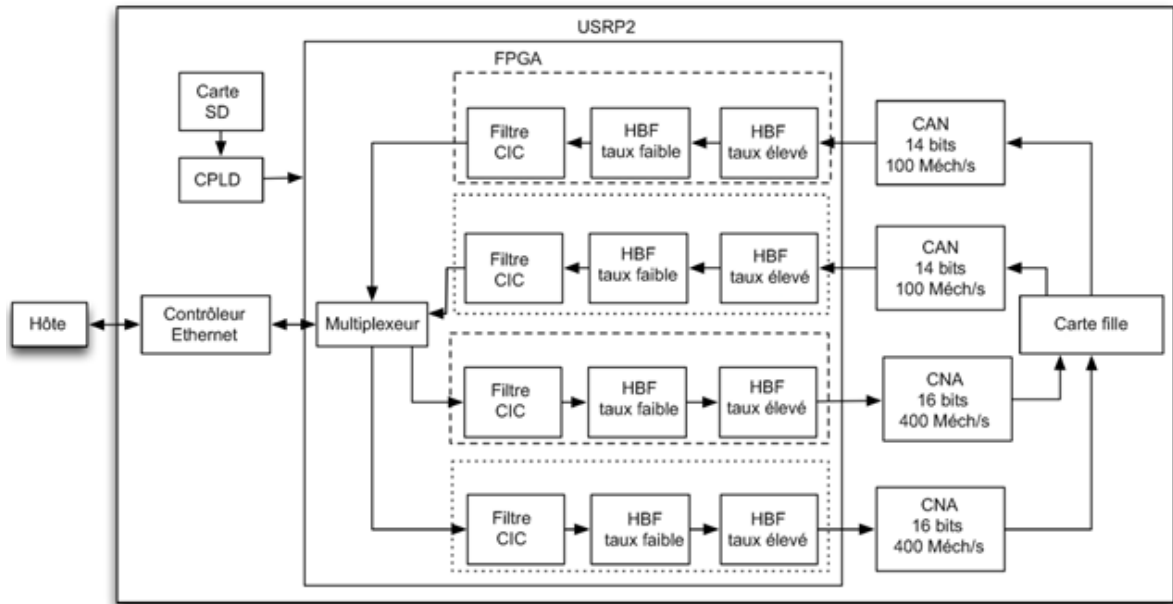 USRP2
FPGA
Carte
SD
CPLD
Filtre
CIC
HBF
taux faible
HBF
taux élevé
CAN
14 bits
100 Méch/s
Filtre
CIC
HBF
taux faible
HBF
taux élevé
CAN
14 bits
100 Méch/s
Hôte
Contrôleur
Ethernet
Multiplexeur
Carte fille
Filtre
CIC
HBF
taux faible
HBF
taux élevé
CNA
16 bits
400 Méch/s
Filtre
CIC
HBF
taux faible
HBF
taux élevé
CNA
16 bits
400 Méch/s